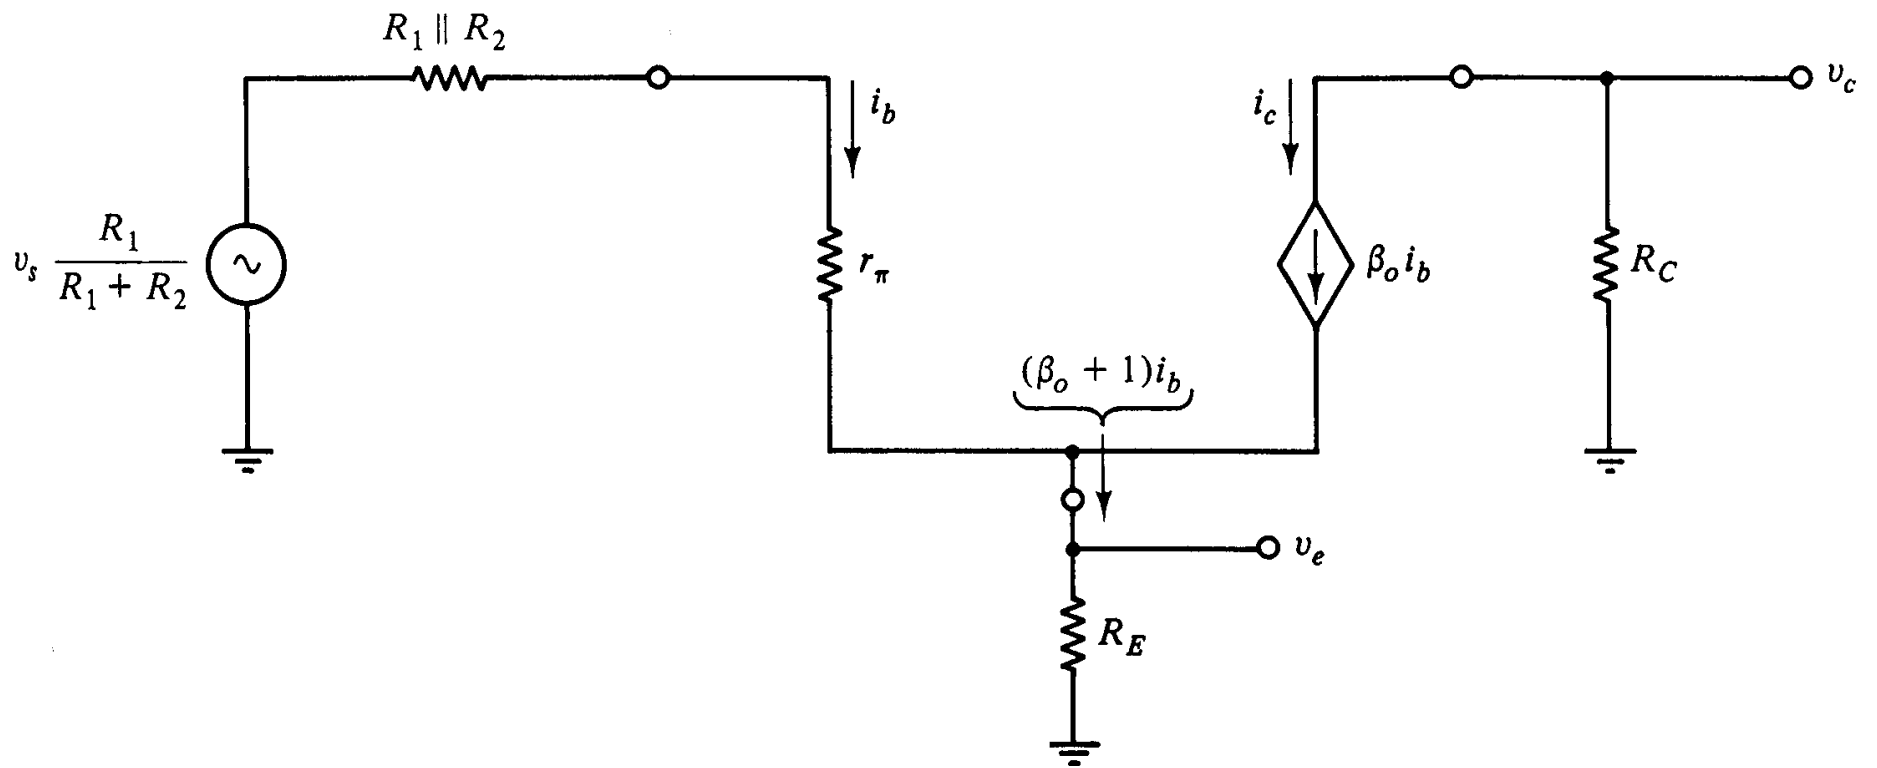 R₁ ∥ R₂
i_b
i_c
v_c
v_s R₁ / (R₁ + R₂)
r_π
β_o i_b
R_C
(β_o + 1)i_b
v_e
R_E